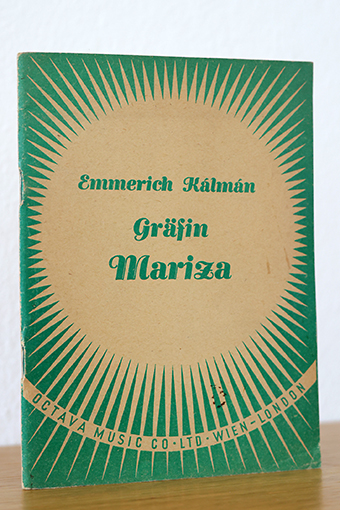 Emmerich Kálmán
Gräfin
Mariza
OCTAVA MUSIC CO·LTD·WIEN-LONDON